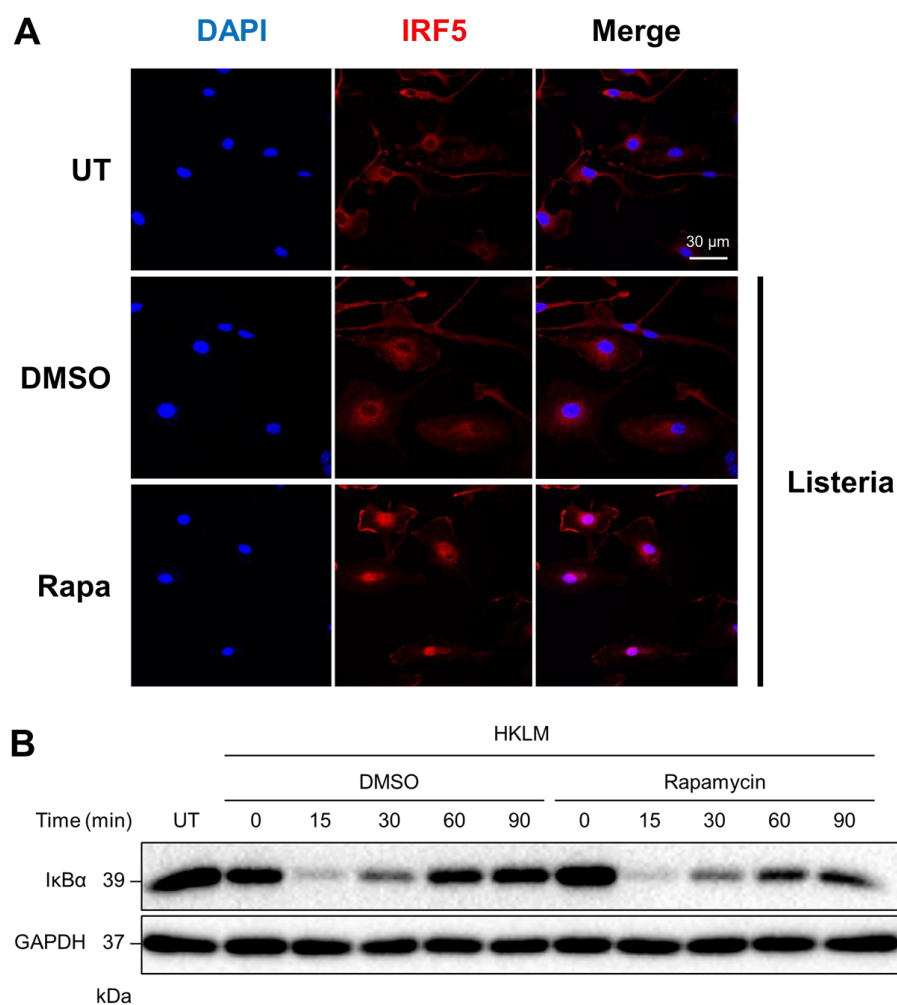 A
DAPI IRF5 Merge
UT
30 µm
DMSO
Listeria
Rapa
B
HKLM
DMSO Rapamycin
Time (min) UT 0 15 30 60 90 0 15 30 60 90
IκBα 39
GAPDH 37
kDa